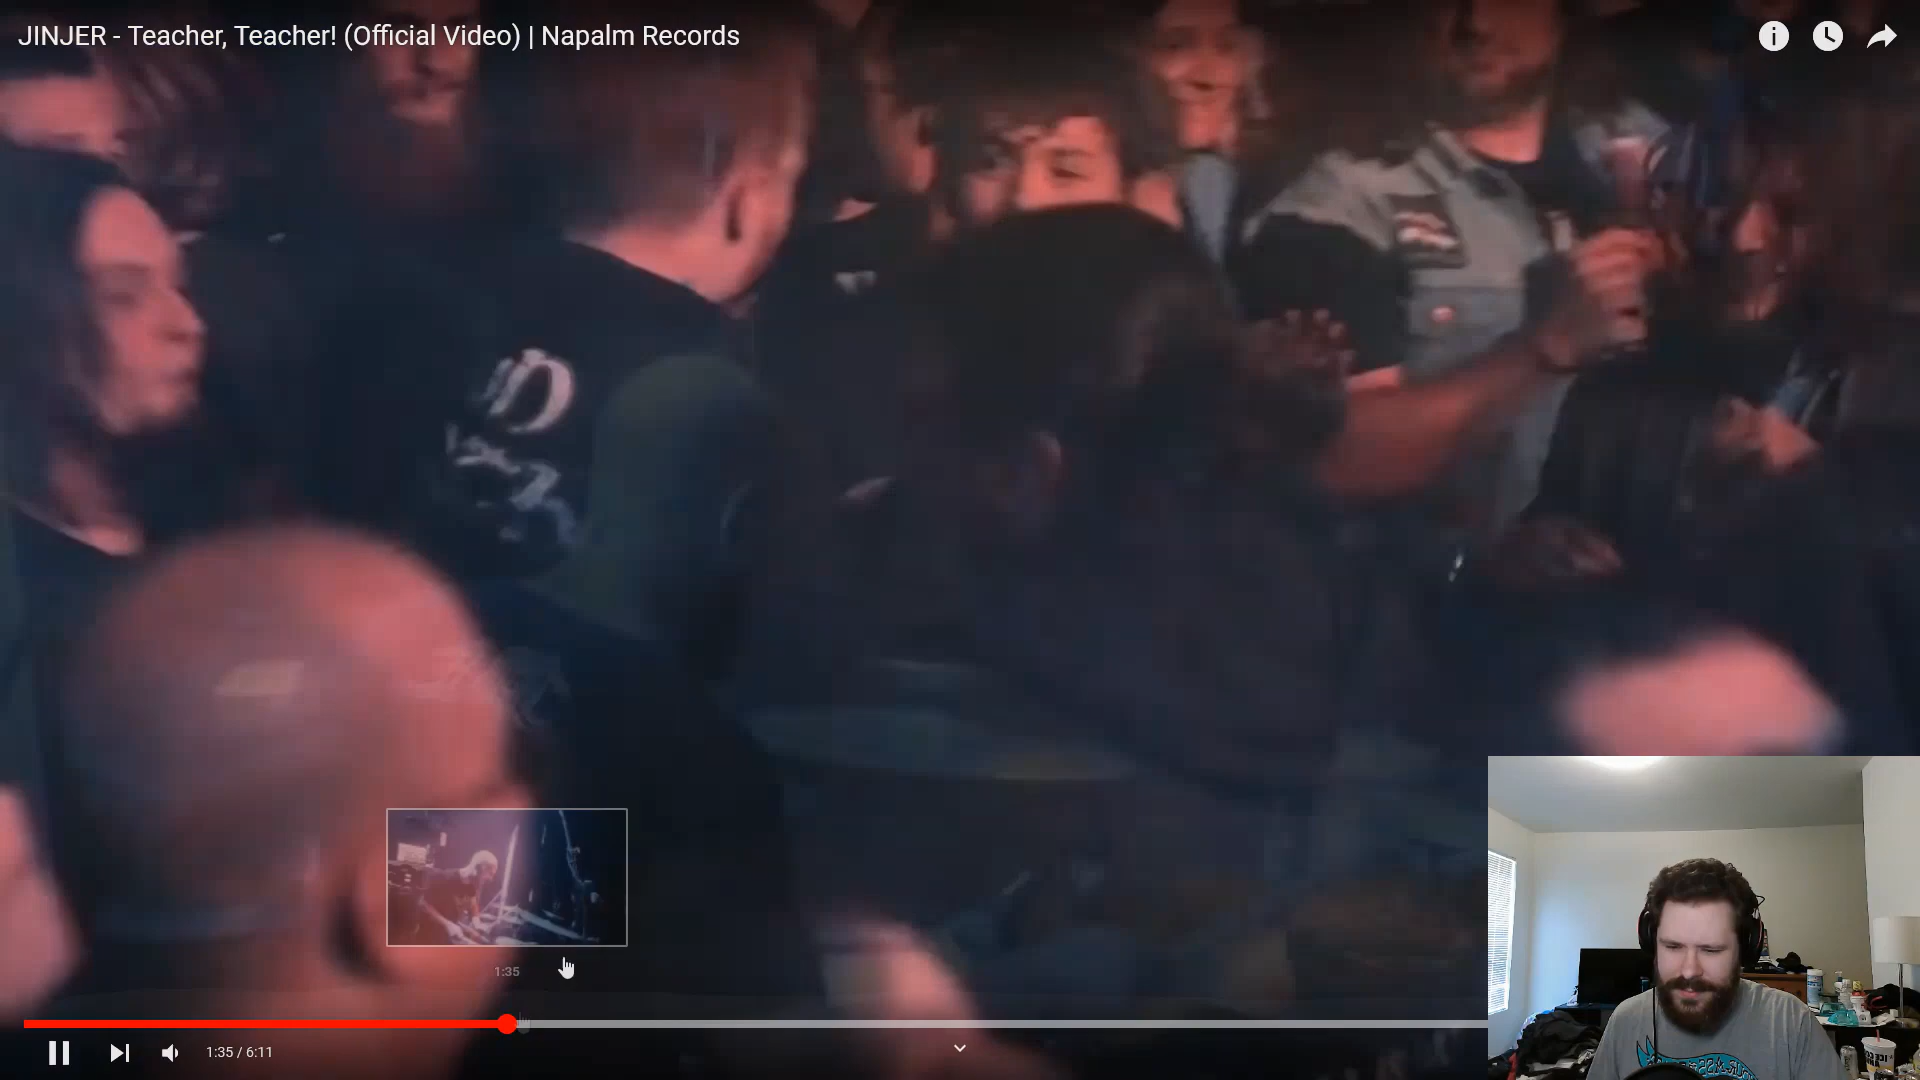 JINJER - Teacher, Teacher! (Official Video) | Napalm Records
1:35
1:35 / 6:11